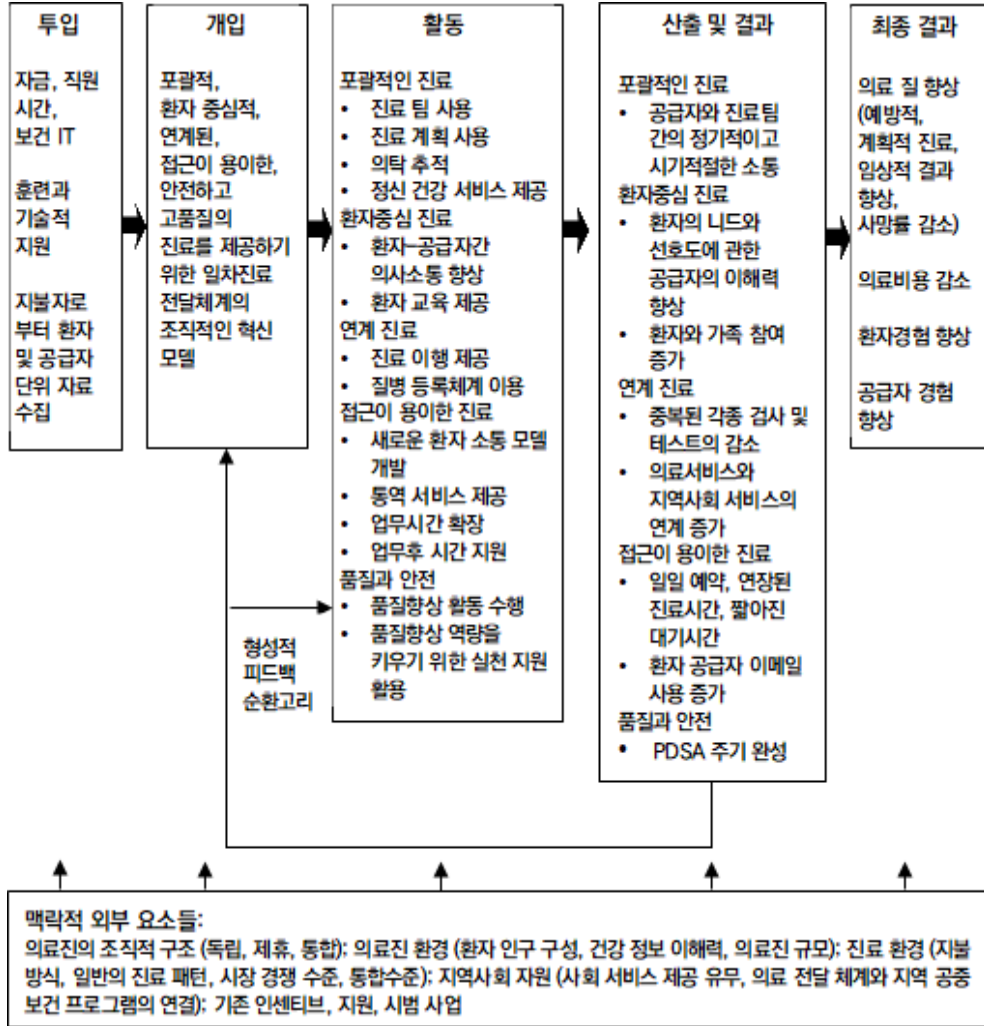 투입
자금, 직원
시간,
보건 IT
훈련과
기술적
지원
지불자로
부터 환자
및 공급자
단위 자료
수집
개입
포괄적,
환자 중심적,
연계된,
접근이 용이한,
안전하고
고품질의
진료를 제공하기
위한 일차진료
전달체계의
조직적인 혁신
모델
활동
포괄적인 진료
• 진료 팀 사용
• 진료 계획 사용
• 의탁 추적
• 정신 건강 서비스 제공
환자중심 진료
• 환자-공급자간
의사소통 향상
• 환자 교육 제공
연계 진료
• 진료 이행 제공
• 질병 등록체계 이용
접근이 용이한 진료
• 새로운 환자 소통 모델
개발
• 통역 서비스 제공
• 업무시간 확장
• 업무후 시간 지원
품질과 안전
• 품질향상 활동 수행
• 품질향상 역량을
키우기 위한 실천 지원
활용
산출 및 결과
포괄적인 진료
• 공급자와 진료팀
간의 정기적이고
시기적절한 소통
환자중심 진료
• 환자의 니드와
선호도에 관한
공급자의 이해력
향상
• 환자와 가족 참여
증가
연계 진료
• 중복된 각종 검사 및
테스트의 감소
• 의료서비스와
지역사회 서비스의
연계 증가
접근이 용이한 진료
• 일일 예약, 연장된
진료시간, 짧아진
대기시간
• 환자 공급자 이메일
사용 증가
품질과 안전
• PDSA 주기 완성
최종 결과
의료 질 향상
(예방적,
계획적 진료,
임상적 결과
향상,
사망률 감소)
의료비용 감소
환자경험 향상
공급자 경험
향상
형성적
피드백
순환고리
맥락적 외부 요소들:
의료진의 조직적 구조 (독립, 제휴, 통합); 의료진 환경 (환자 인구 구성, 건강 정보 이해력, 의료진 규모); 진료 환경 (지불
방식, 일반의 진료 패턴, 시장 경쟁 수준, 통합수준); 지역사회 자원 (사회 서비스 제공 유무, 의료 전달 체계와 지역 공중
보건 프로그램의 연결); 기존 인센티브, 지원, 시범 사업